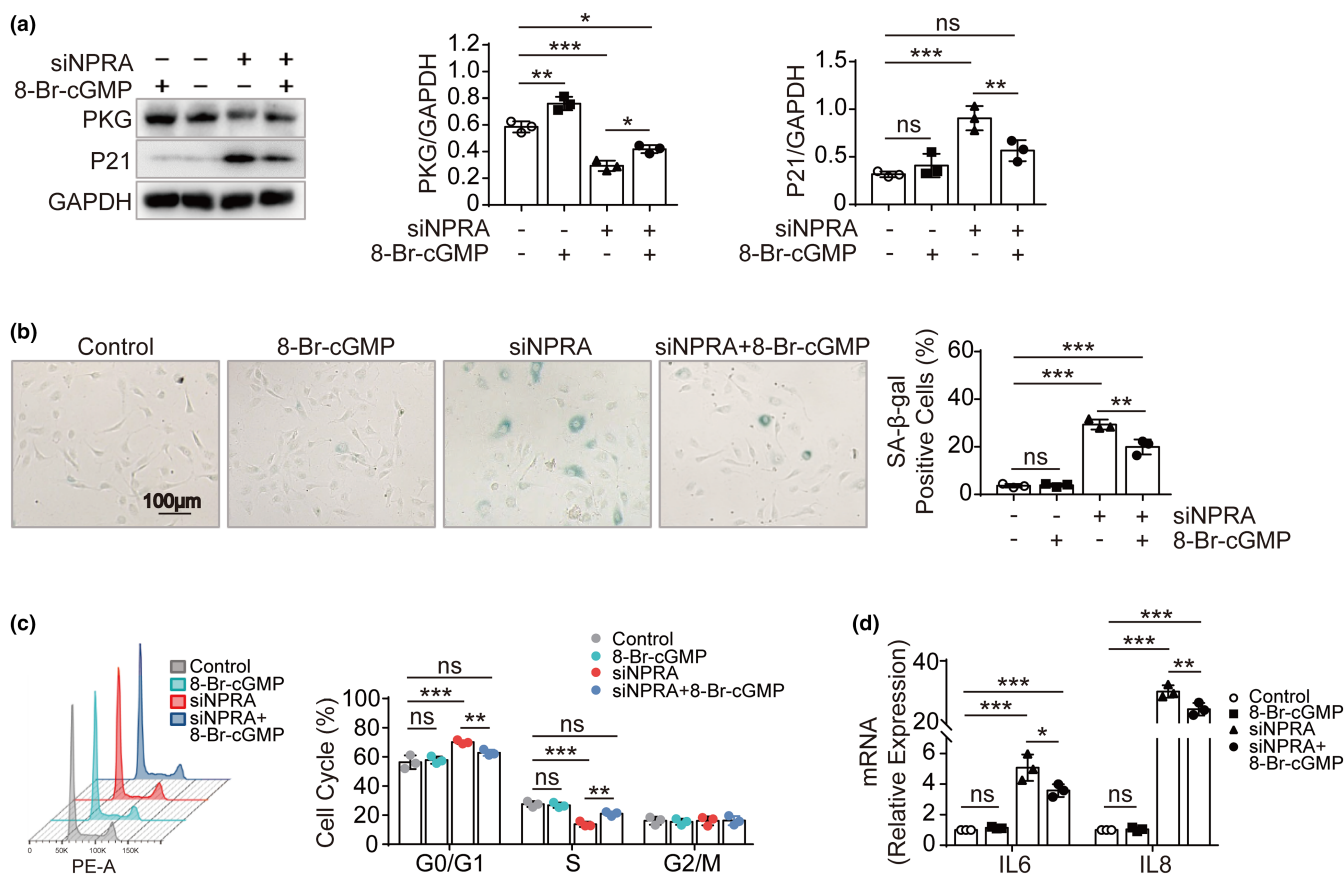 (a)
siNPRA − − + +
8-Br-cGMP + − − +
PKG
P21
GAPDH
PKG/GAPDH
1.2
1.0
0.8
0.6
0.4
0.2
0
*
***
**
*
siNPRA - - + +
8-Br-cGMP - + - +
P21/GAPDH
1.5
1.0
0.5
0
ns
***
**
ns
siNPRA - - + +
8-Br-cGMP - + - +
(b)
Control
8-Br-cGMP
siNPRA
siNPRA+8-Br-cGMP
100μm
SA-β-gal
Positive Cells (%)
60
40
20
0
***
***
**
ns
- - + + siNPRA
- + - + 8-Br-cGMP
(c)
Control
8-Br-cGMP
siNPRA
siNPRA+
8-Br-cGMP
0 50K 100K 150K
PE-A
Control
8-Br-cGMP
siNPRA
siNPRA+8-Br-cGMP
Cell Cycle (%)
100
80
60
40
20
0
ns
***
ns **
ns
***
ns **
G0/G1 S G2/M
(d)
mRNA
(Relative Expression)
40
20
6
4
2
0
***
***
*
ns
***
***
**
ns
IL6 IL8
Control
8-Br-cGMP
siNPRA
siNPRA+
8-Br-cGMP